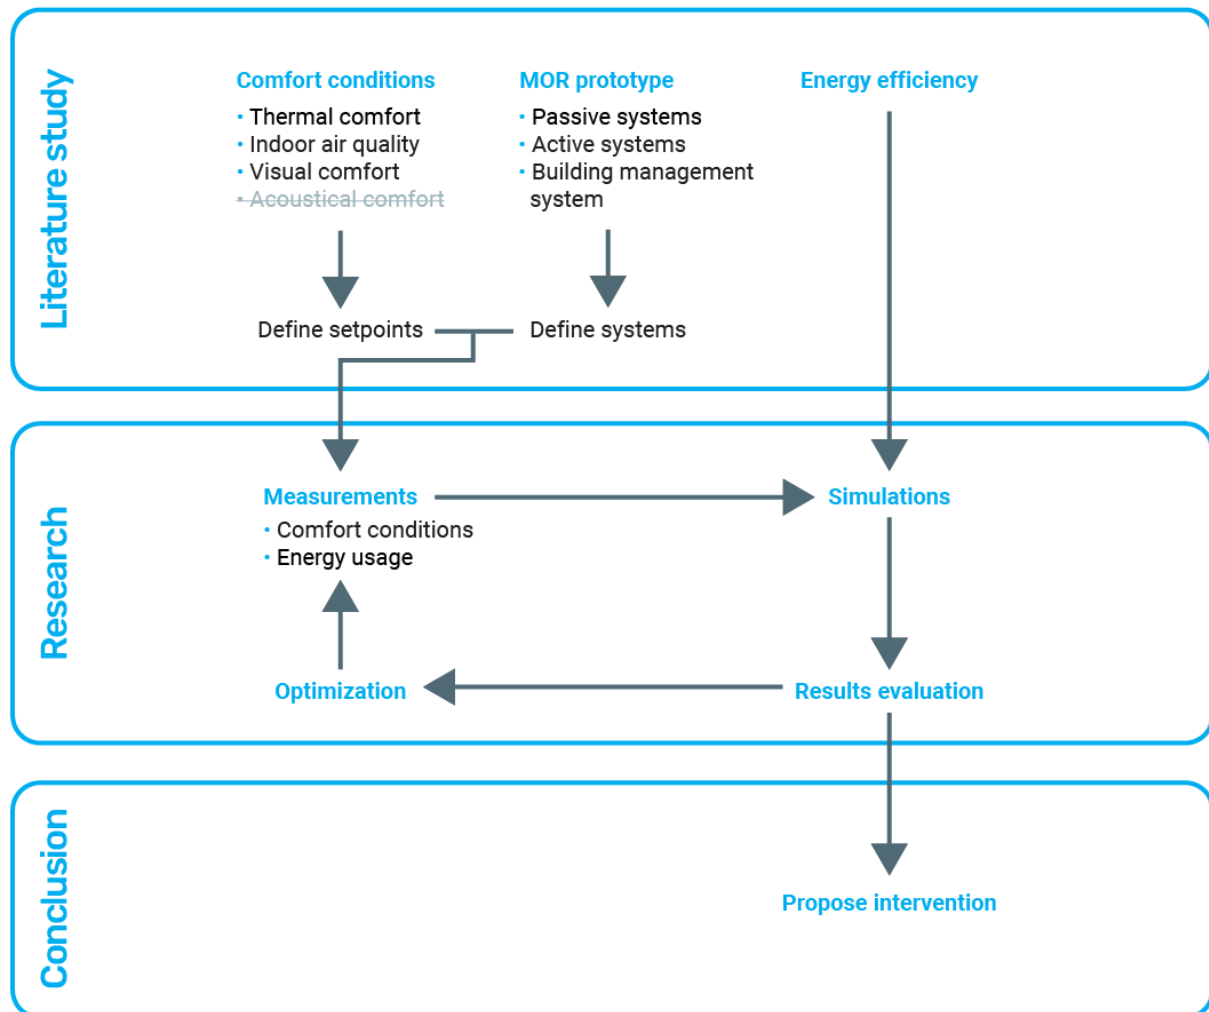 Literature study
Comfort conditions
• Thermal comfort
• Indoor air quality
• Visual comfort
• Acoustical comfort
MOR prototype
• Passive systems
• Active systems
• Building management
system
Energy efficiency
Define setpoints
Define systems
Research
Measurements
• Comfort conditions
• Energy usage
Simulations
Optimization
Results evaluation
Conclusion
Propose intervention